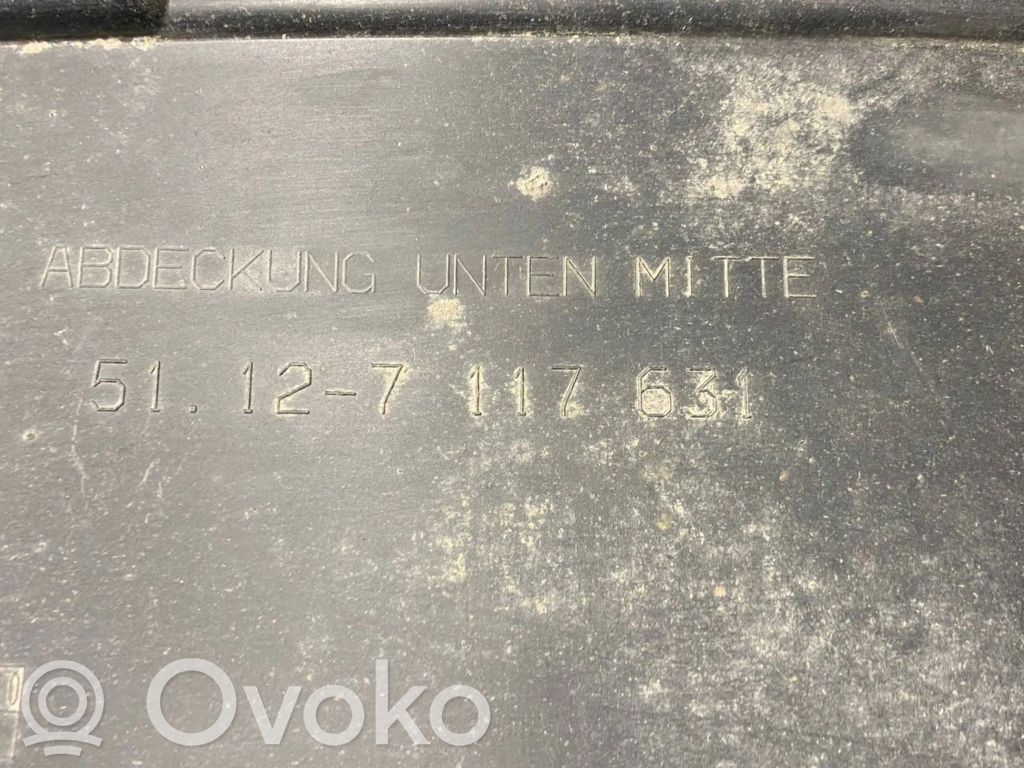 ABDECKUNG UNTEN MITTE
51.12-7 117 631
Ovoko